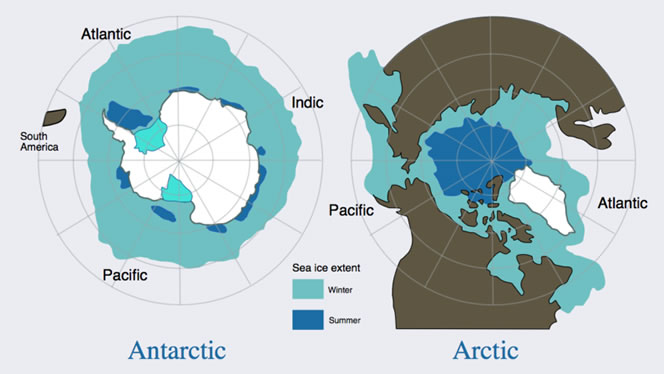 Atlantic
Indic
South
America
Pacific
Sea ice extent
Winter
Summer
Pacific
Atlantic
Antarctic
Arctic